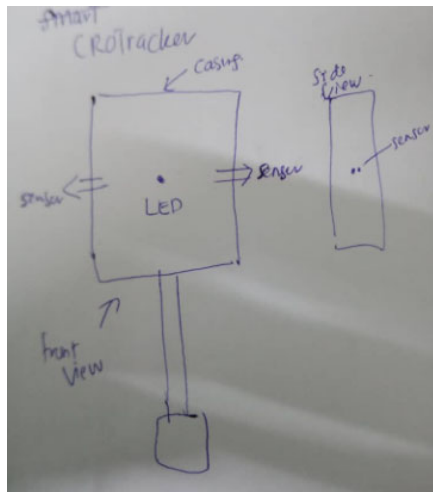 smart
CROTracker
casing
sensor
LED
sensor
front
view
side
view
sensor